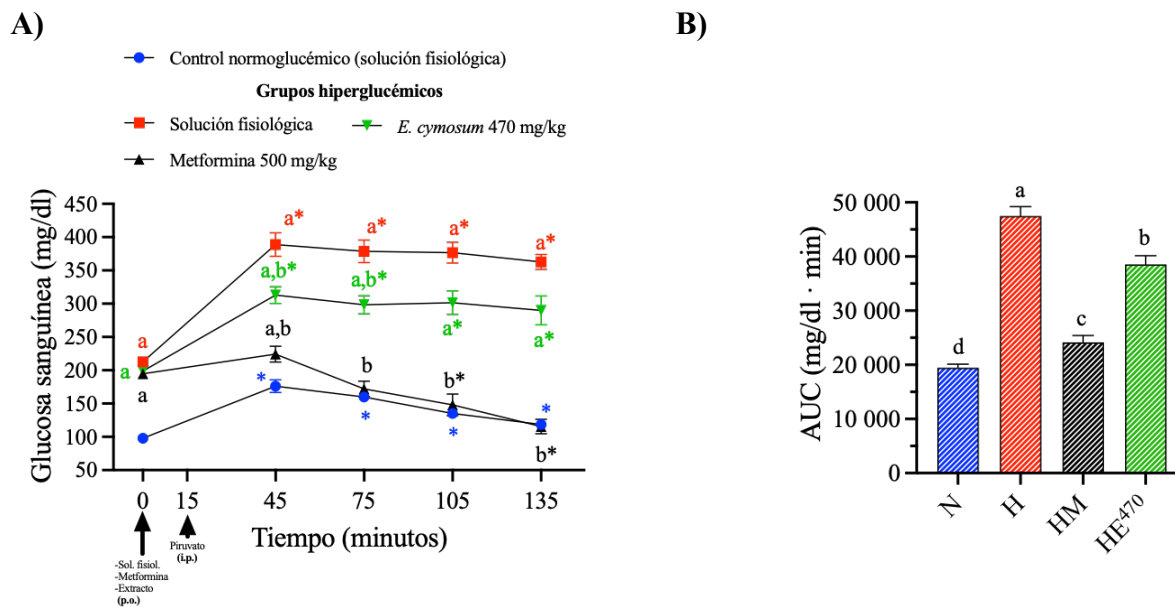 A)
Control normoglucémico (solución fisiológica)
Grupos hiperglucémicos
Solución fisiológica
E. cymosum 470 mg/kg
Metformina 500 mg/kg
Glucosa sanguínea (mg/dl)
450
400
350
300
250
200
150
100
50
a
a
a
a*
a,b*
a,b
*
a*
a,b*
b
*
a*
a*
b*
*
a*
a*
*
b*
0
15
45
75
105
135
Tiempo (minutos)
-Sol. fisiol.
-Metformina
-Extracto
(p.o.)
Piruvato
(i.p.)
B)
AUC (mg/dl · min)
50 000
40 000
30 000
20 000
10 000
0
d
a
c
b
N
H
HM
HE⁴⁷⁰